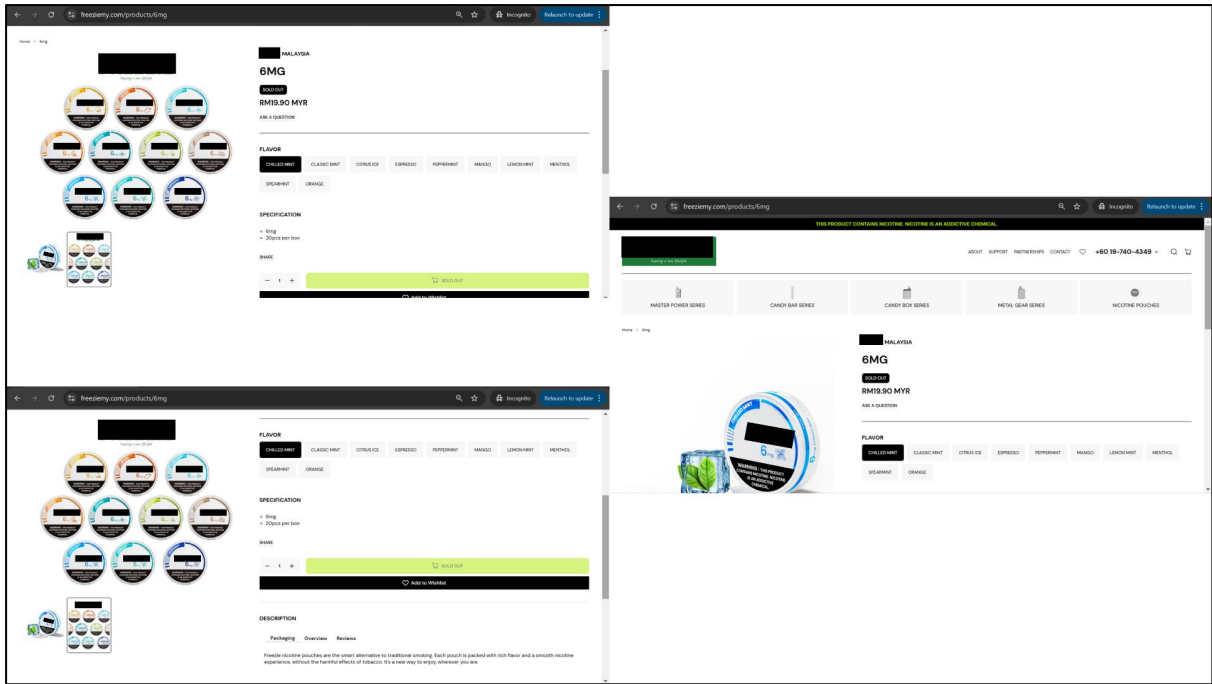 freeziemy.com/products/6mg
Incognito
Relaunch to update
Home > 6mg
MALAYSIA
6MG
SOLD OUT
RM19.90 MYR
ASK A QUESTION
FLAVOR
CHILLED MINT CLASSIC MINT CITRUS ICE ESPRESSO PEPPERMINT MANGO LEMON MINT MENTHOL
SPEARMINT ORANGE
SPECIFICATION
6mg
20pcs per box
SHARE
- 1 +
SOLD OUT
Add to Wishlist
freeziemy.com/products/6mg
Incognito
Relaunch to update
THIS PRODUCT CONTAINS NICOTINE. NICOTINE IS AN ADDICTIVE CHEMICAL.
ABOUT SUPPORT PARTNERSHIPS CONTACT
+60 19-740-4349
MASTER POWER SERIES
CANDY BAR SERIES
CANDY BOX SERIES
METAL GEAR SERIES
NICOTINE POUCHES
Home > 6mg
MALAYSIA
6MG
SOLD OUT
RM19.90 MYR
ASK A QUESTION
FLAVOR
CHILLED MINT CLASSIC MINT CITRUS ICE ESPRESSO PEPPERMINT MANGO LEMON MINT MENTHOL
SPEARMINT ORANGE
CHILLED MINT
6mg
WARNING : THIS PRODUCT
CONTAINS NICOTINE. NICOTINE
IS AN ADDICTIVE
CHEMICAL.
freeziemy.com/products/6mg
Incognito
Relaunch to update
FLAVOR
CHILLED MINT CLASSIC MINT CITRUS ICE ESPRESSO PEPPERMINT MANGO LEMON MINT MENTHOL
SPEARMINT ORANGE
SPECIFICATION
6mg
20pcs per box
SHARE
- 1 +
SOLD OUT
Add to Wishlist
DESCRIPTION
Packaging Overview Reviews
Freezie nicotine pouches are the smart alternative to traditional smoking. Each pouch is packed with rich flavor and a smooth nicotine
experience, without the harmful effects of tobacco. It's a new way to enjoy, wherever you are.